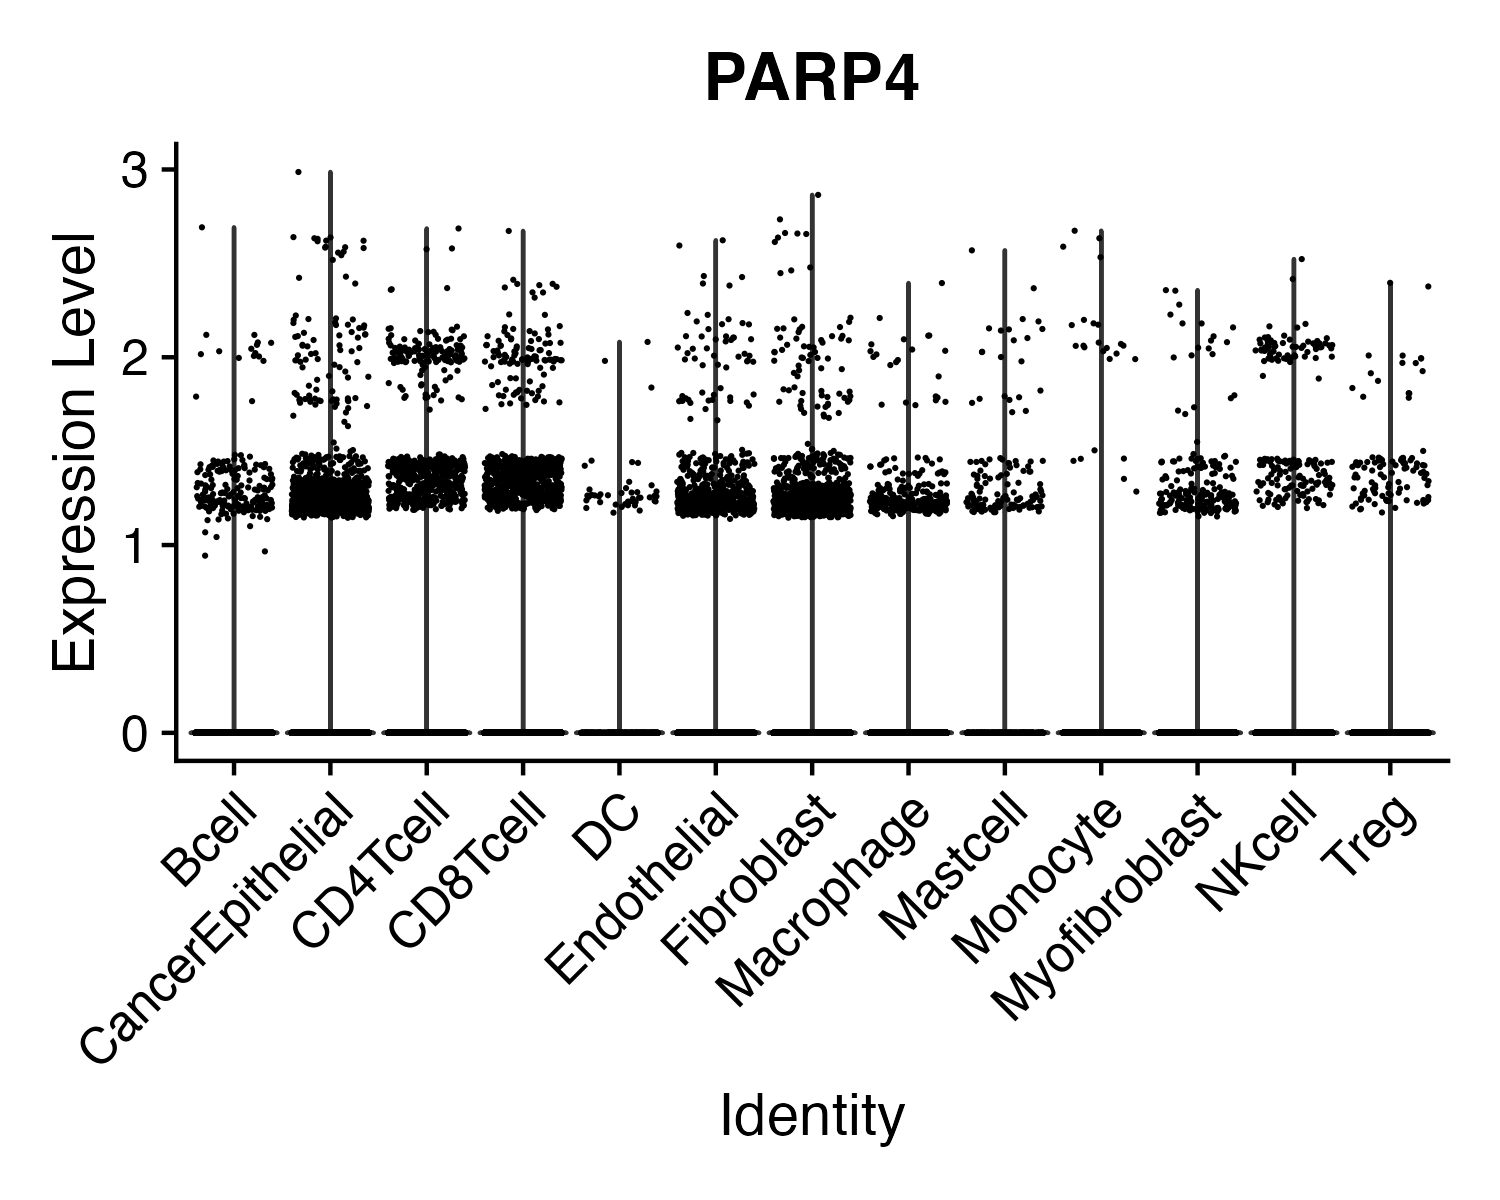 PARP4
Expression Level
3
2
1
0
Bcell
CancerEpithelial
CD4Tcell
CD8Tcell
DC
Endothelial
Fibroblast
Macrophage
Mastcell
Monocyte
Myofibroblast
NKcell
Treg
Identity